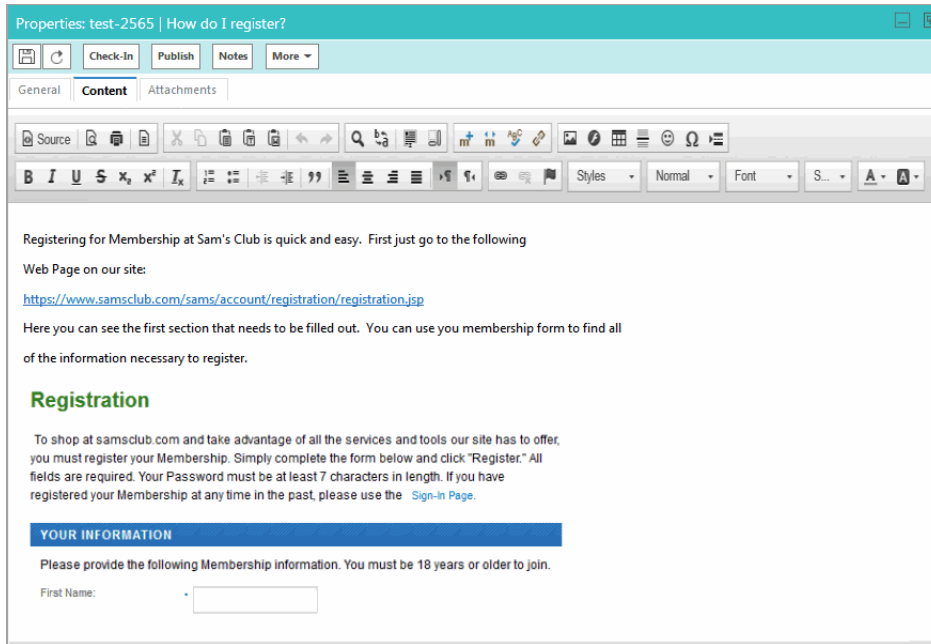 Properties: test-2565 | How do I register?
Check-In Publish Notes More
General Content Attachments
Source
B I U S x₂ x² Iₓ Styles Normal Font S... A A
Registering for Membership at Sam's Club is quick and easy. First just go to the following
Web Page on our site:
https://www.samsclub.com/sams/account/registration/registration.jsp
Here you can see the first section that needs to be filled out. You can use you membership form to find all
of the information necessary to register.
Registration
To shop at samsclub.com and take advantage of all the services and tools our site has to offer,
you must register your Membership. Simply complete the form below and click "Register." All
fields are required. Your Password must be at least 7 characters in length. If you have
registered your Membership at any time in the past, please use the Sign-In Page.
YOUR INFORMATION
Please provide the following Membership information. You must be 18 years or older to join.
First Name: